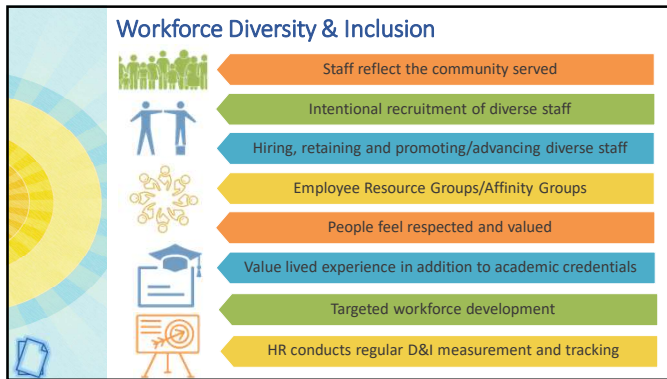 Workforce Diversity & Inclusion
Staff reflect the community served
Intentional recruitment of diverse staff
Hiring, retaining and promoting/advancing diverse staff
Employee Resource Groups/Affinity Groups
People feel respected and valued
Value lived experience in addition to academic credentials
Targeted workforce development
HR conducts regular D&I measurement and tracking